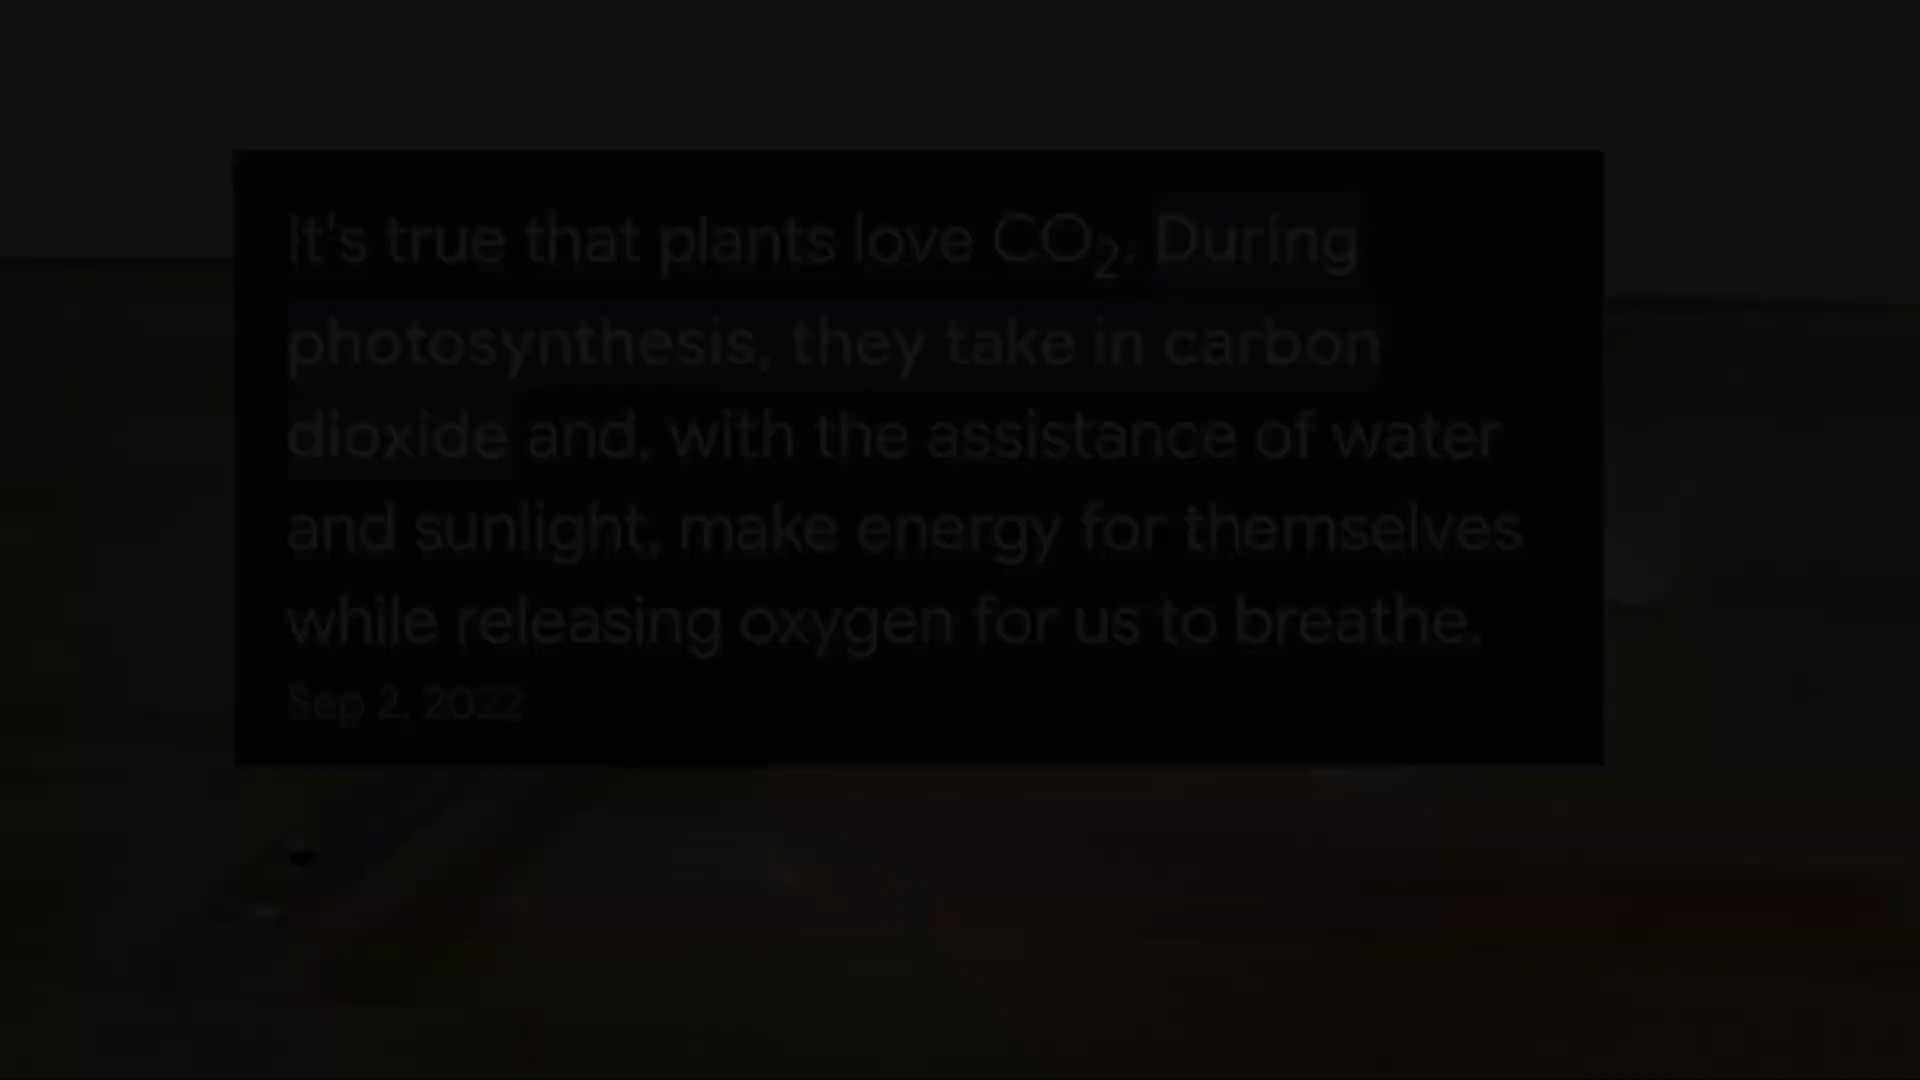 It's true that plants love CO₂. During
photosynthesis, they take in carbon
dioxide and, with the assistance of water
and sunlight, make energy for themselves
while releasing oxygen for us to breathe.
Sep 2, 2022